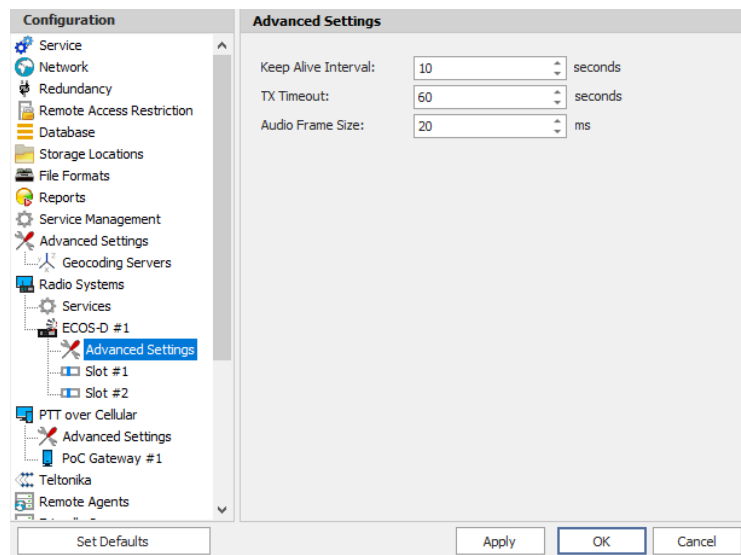 Configuration
Service
Network
Redundancy
Remote Access Restriction
Database
Storage Locations
File Formats
Reports
Service Management
Advanced Settings
Geocoding Servers
Radio Systems
Services
ECOS-D #1
Advanced Settings
Slot #1
Slot #2
PTT over Cellular
Advanced Settings
PoC Gateway #1
Teltonika
Remote Agents
Set Defaults
Advanced Settings
Keep Alive Interval: 10 seconds
TX Timeout: 60 seconds
Audio Frame Size: 20 ms
Apply OK Cancel